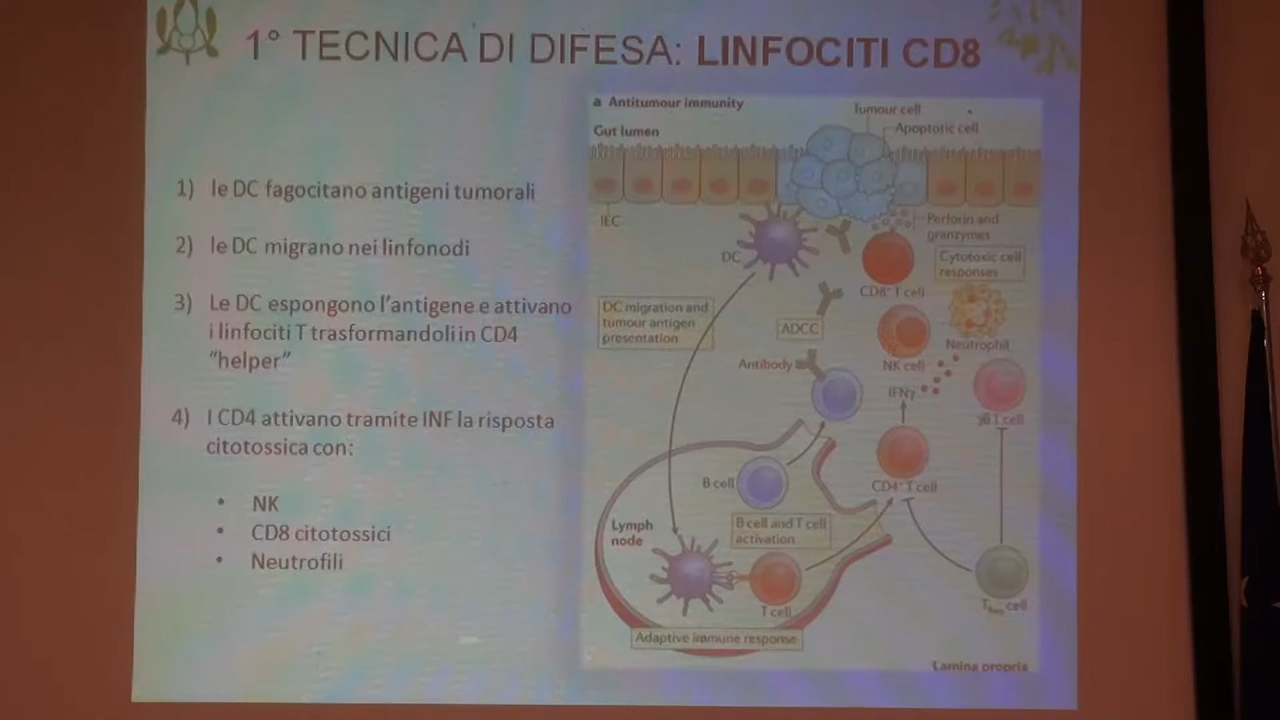 1° TECNICA DI DIFESA: LINFOCITI CD8
1) le DC fagocitano antigeni tumorali
2) le DC migrano nei linfonodi
3) Le DC espongono l'antigene e attivano
i linfociti T trasformandoli in CD4
"helper"
4) I CD4 attivano tramite INF la risposta
citotossica con:
• NK
• CD8 citotossici
• Neutrofili
a Antitumour immunity
Gut lumen
Tumour cell
Apoptotic cell
IEC
DC
Perforin and
granzymes
Cytotoxic cell
responses
CD8⁺ T cell
DC migration and
tumour antigen
presentation
ADCC
Neutrophil
Antibody
NK cell
IFNγ
γδ T cell
B cell
CD4⁺ T cell
Lymph
node
B cell and T cell
activation
T cell
TReg cell
Adaptive immune response
Lamina propria